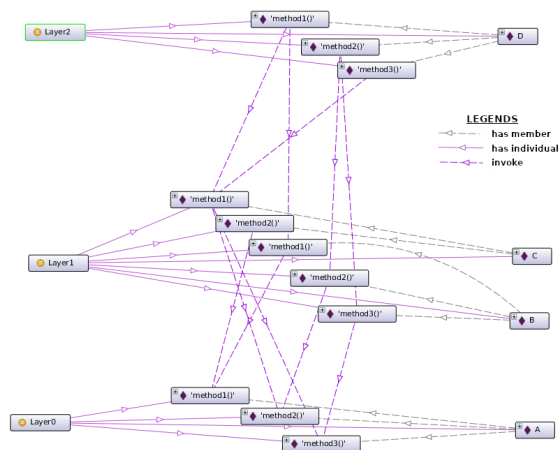 'method1()'
Layer2
D
'method2()'
'method3()'
LEGENDS
has member
has individual
invoke
'method1()'
'method2()'
'method1()'
C
Layer1
'method2()'
'method3()'
B
'method1()'
'method2()'
Layer0
A
'method3()'